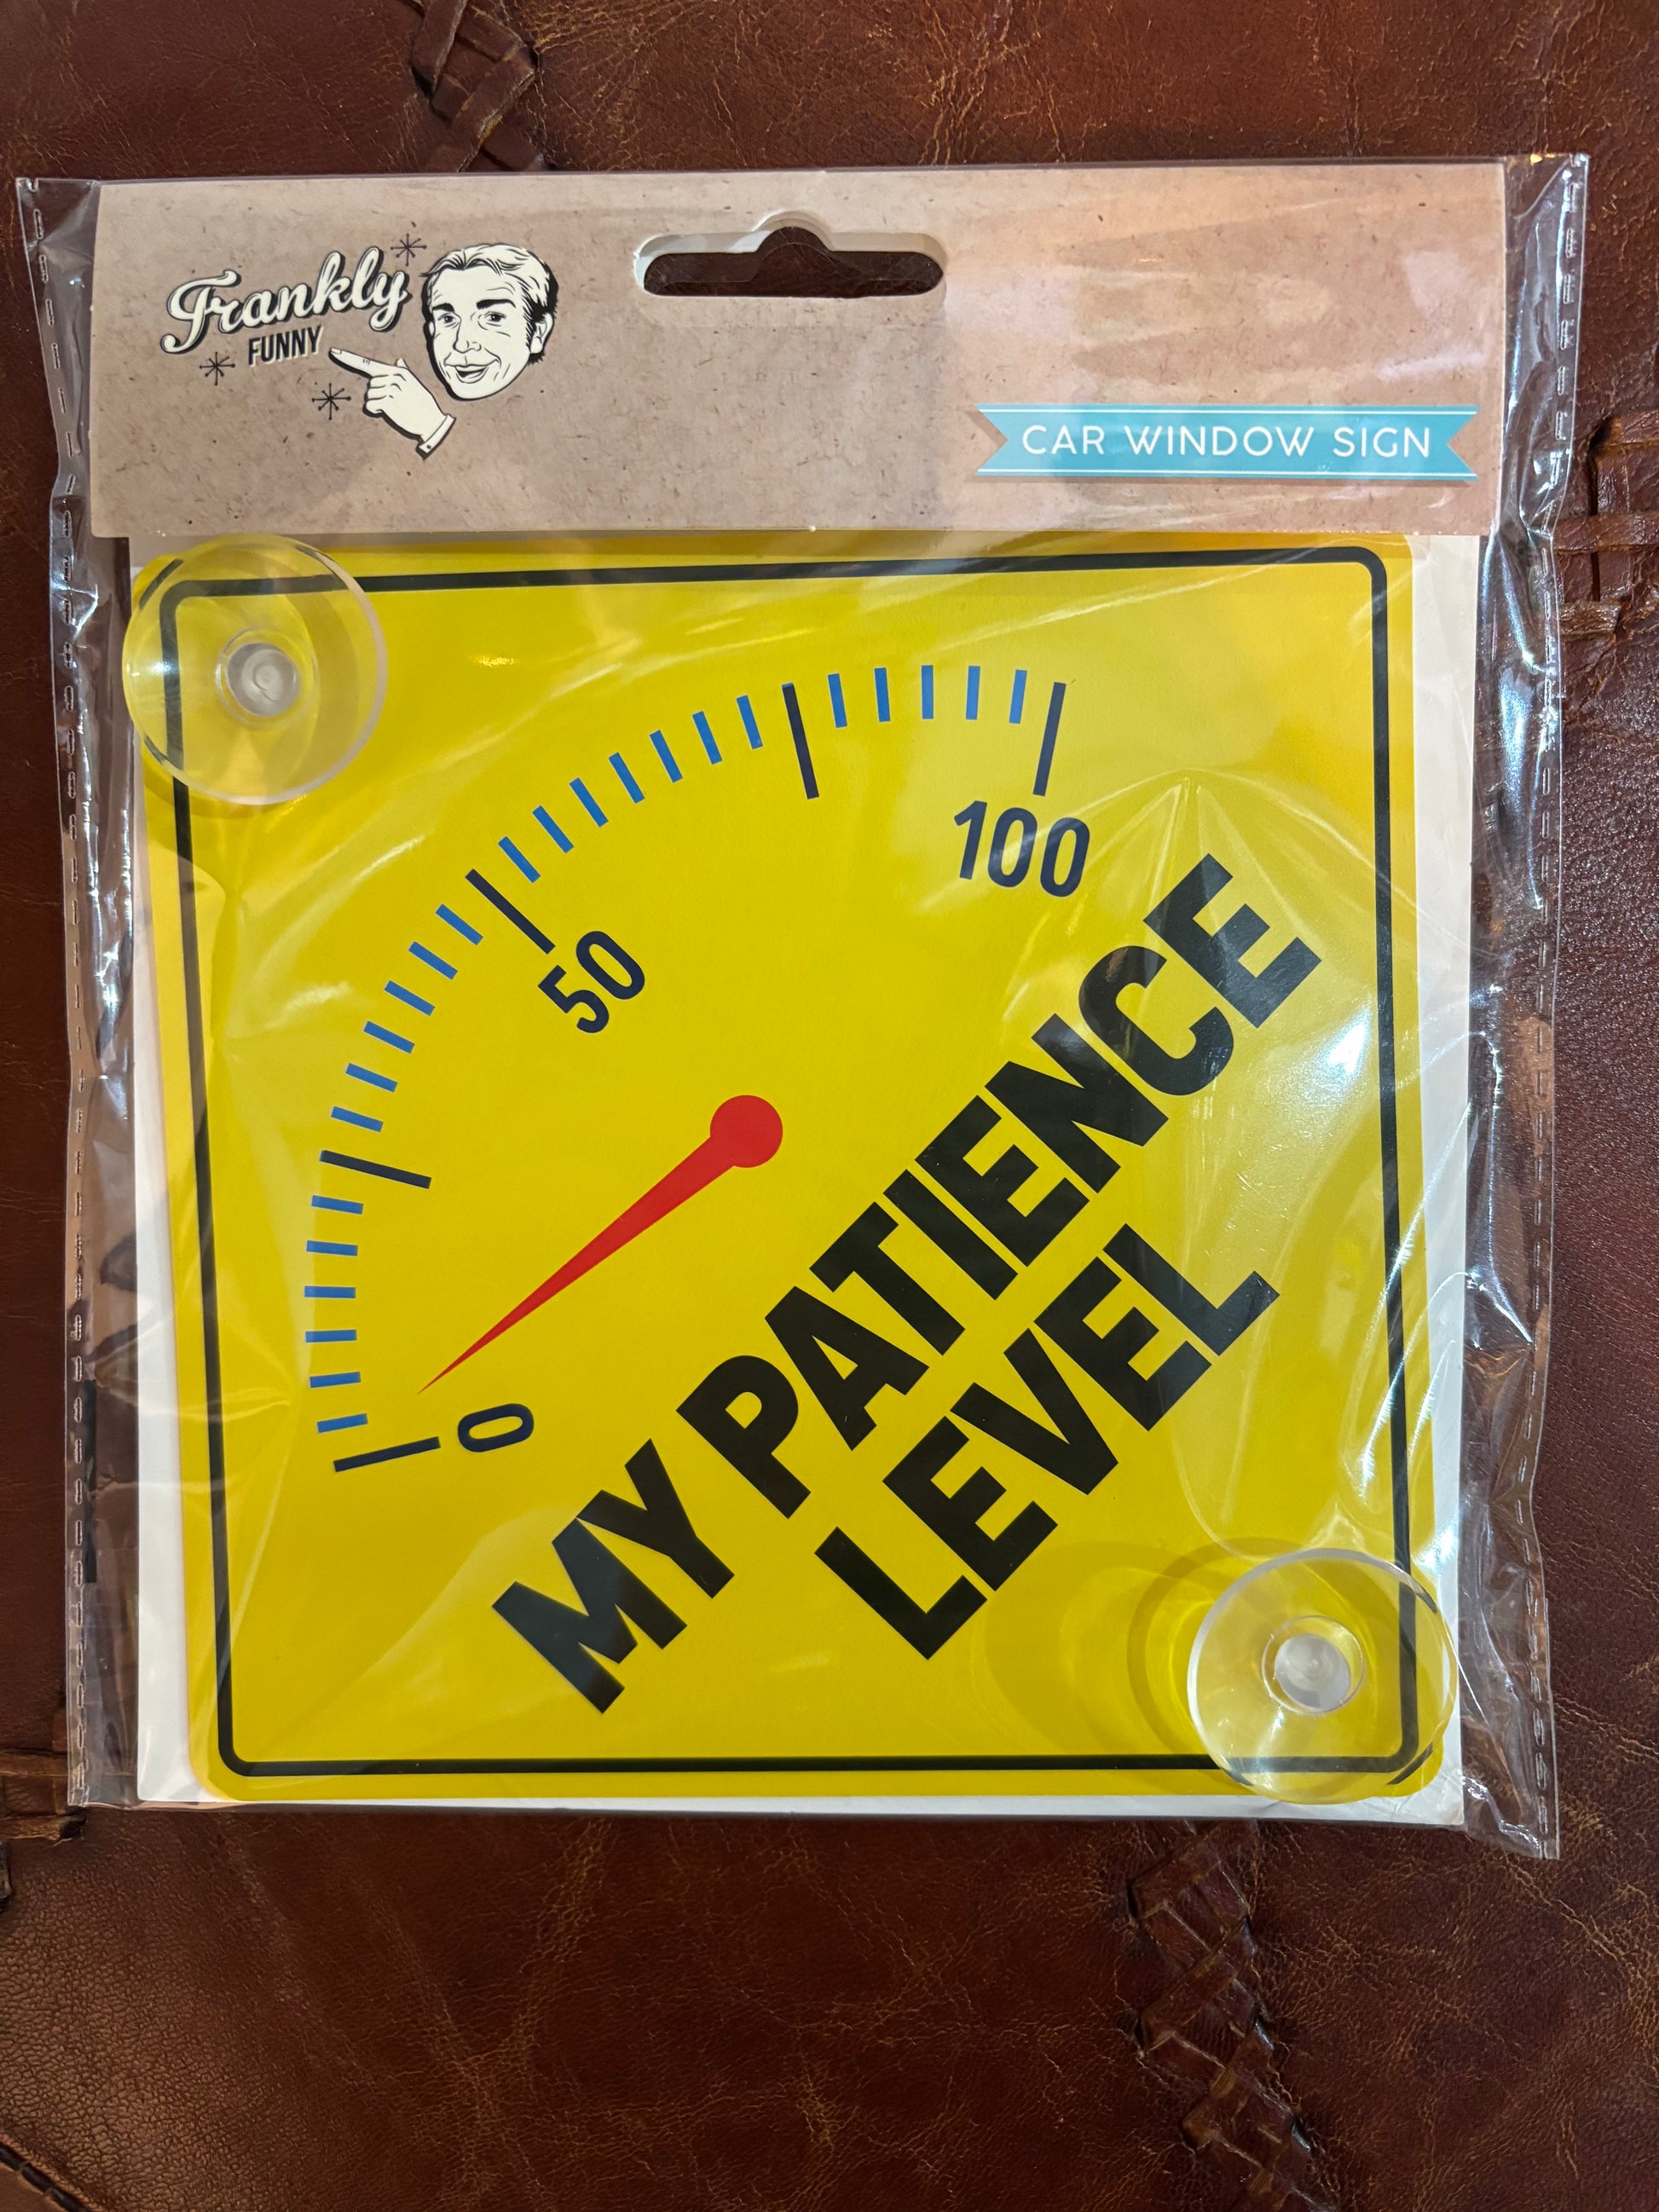 Frankly
FUNNY
CAR WINDOW SIGN
100
50
0
MY PATIENCE
LEVEL